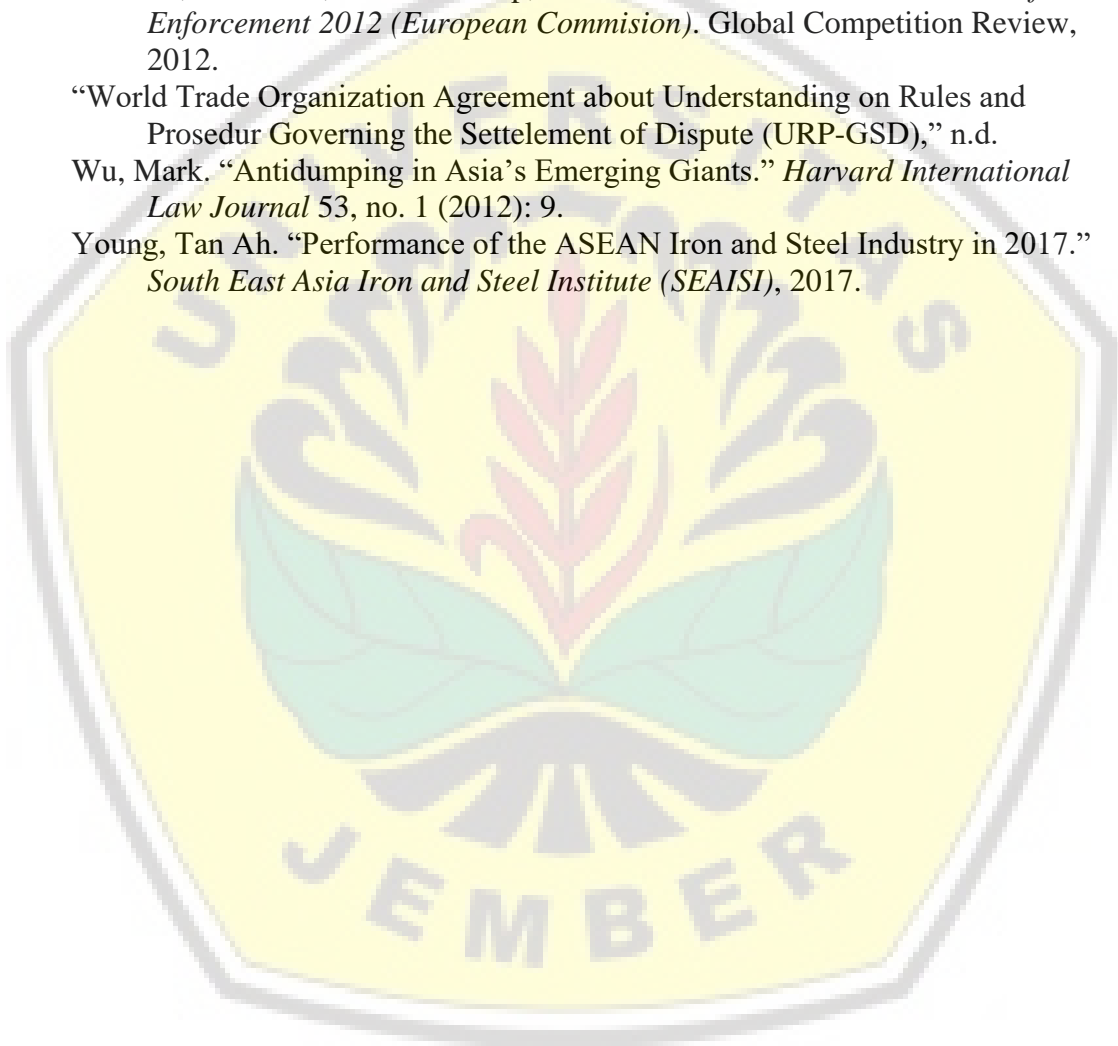 Enforcement 2012 (European Commision). Global Competition Review,
2012.
“World Trade Organization Agreement about Understanding on Rules and
Prosedur Governing the Settelement of Dispute (URP-GSD),” n.d.
Wu, Mark. “Antidumping in Asia’s Emerging Giants.” Harvard International
Law Journal 53, no. 1 (2012): 9.
Young, Tan Ah. “Performance of the ASEAN Iron and Steel Industry in 2017.”
South East Asia Iron and Steel Institute (SEAISI), 2017.
UNIVERSITAS
JEMBER